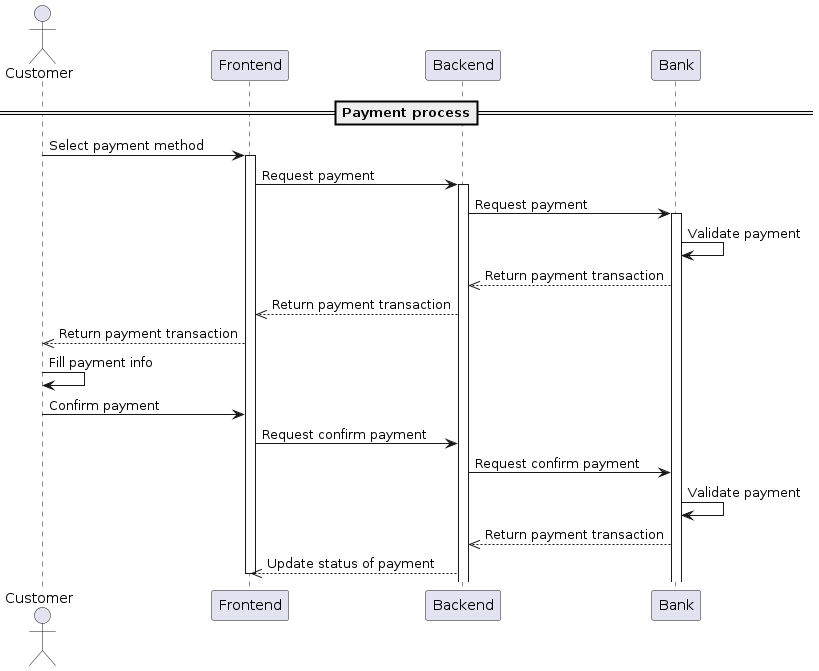 Customer
Frontend
Backend
Bank
Payment process
Select payment method
Request payment
Request payment
Validate payment
Return payment transaction
Return payment transaction
Return payment transaction
Fill payment info
Confirm payment
Request confirm payment
Request confirm payment
Validate payment
Return payment transaction
Update status of payment
Customer
Frontend
Backend
Bank